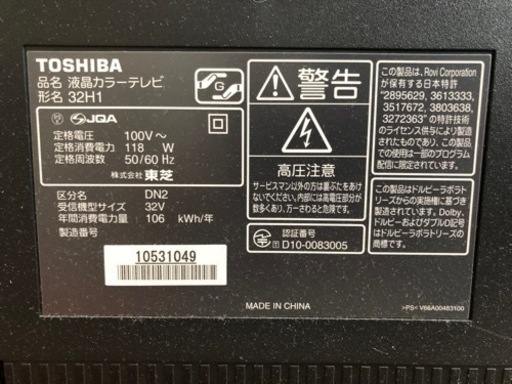 TOSHIBA
品名 液晶カラーテレビ
形名 32H1
G
JQA
定格電圧 100V～
定格消費電力 118 W
定格周波数 50/60 Hz
株式会社 東芝
区分名 DN2
受信機型サイズ 32V
年間消費電力量 106 kWh/年
製造番号
10531049
警告
高圧注意
サービスマン以外の方は裏ぶたをあけないでください。内部には高電圧部分が数多くあり、万一さわると危険です。
認証番号
D10-0083005
MADE IN CHINA
この製品は、Rovi Corporation
が保有する日本特許
"2895629, 3613333,
3517672, 3803638,
3272363" の特許技術
のライセンス供与により製造
されたものであり、この製品
の使用は一部のプログラム
配信に限定されています。
この製品はドルビーラボラト
リーズからの実施権に基づ
き製造されています。Dolby、
ドルビーおよびダブルD記号は
ドルビーラボラトリーズの
商標です。
>PS< V66A00483100